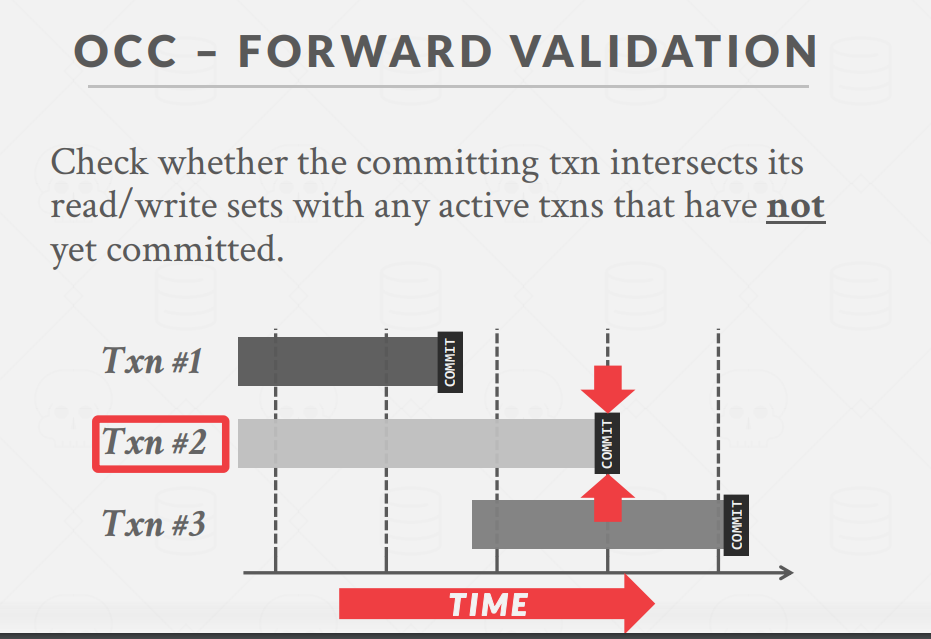 OCC – FORWARD VALIDATION
Check whether the committing txn intersects its
read/write sets with any active txns that have not
yet committed.
Txn #1
COMMIT
Txn #2
COMMIT
Txn #3
COMMIT
TIME